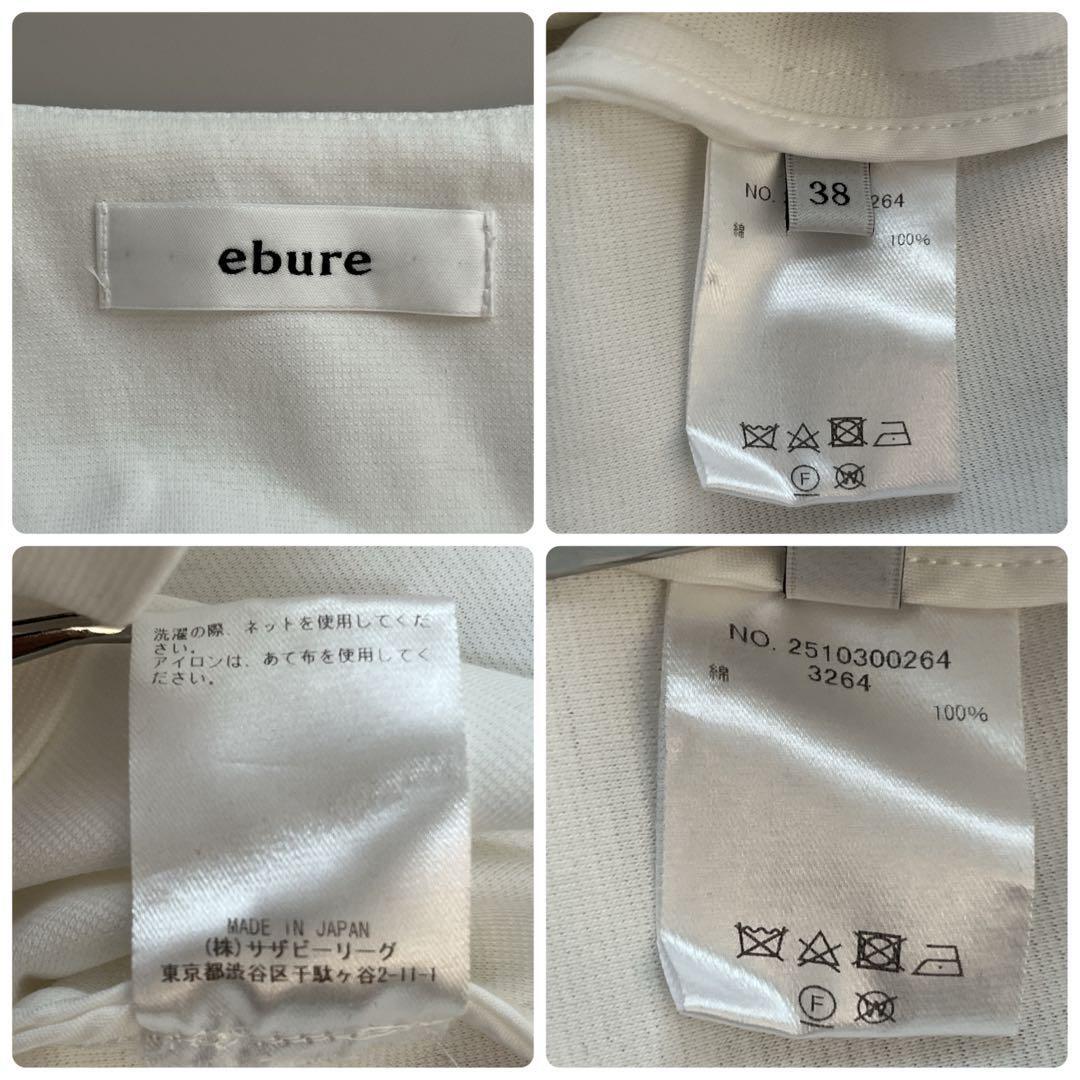 ebure
NO. 2 264
38
綿
100%
F
W
洗濯の際、ネットを使用してくだ
さい。
アイロンは、あて布を使用してく
ださい。
MADE IN JAPAN
(株)サザビーリーグ
東京都渋谷区千駄ヶ谷2-11-1
NO. 2510300264
3264
綿
100%
F
W